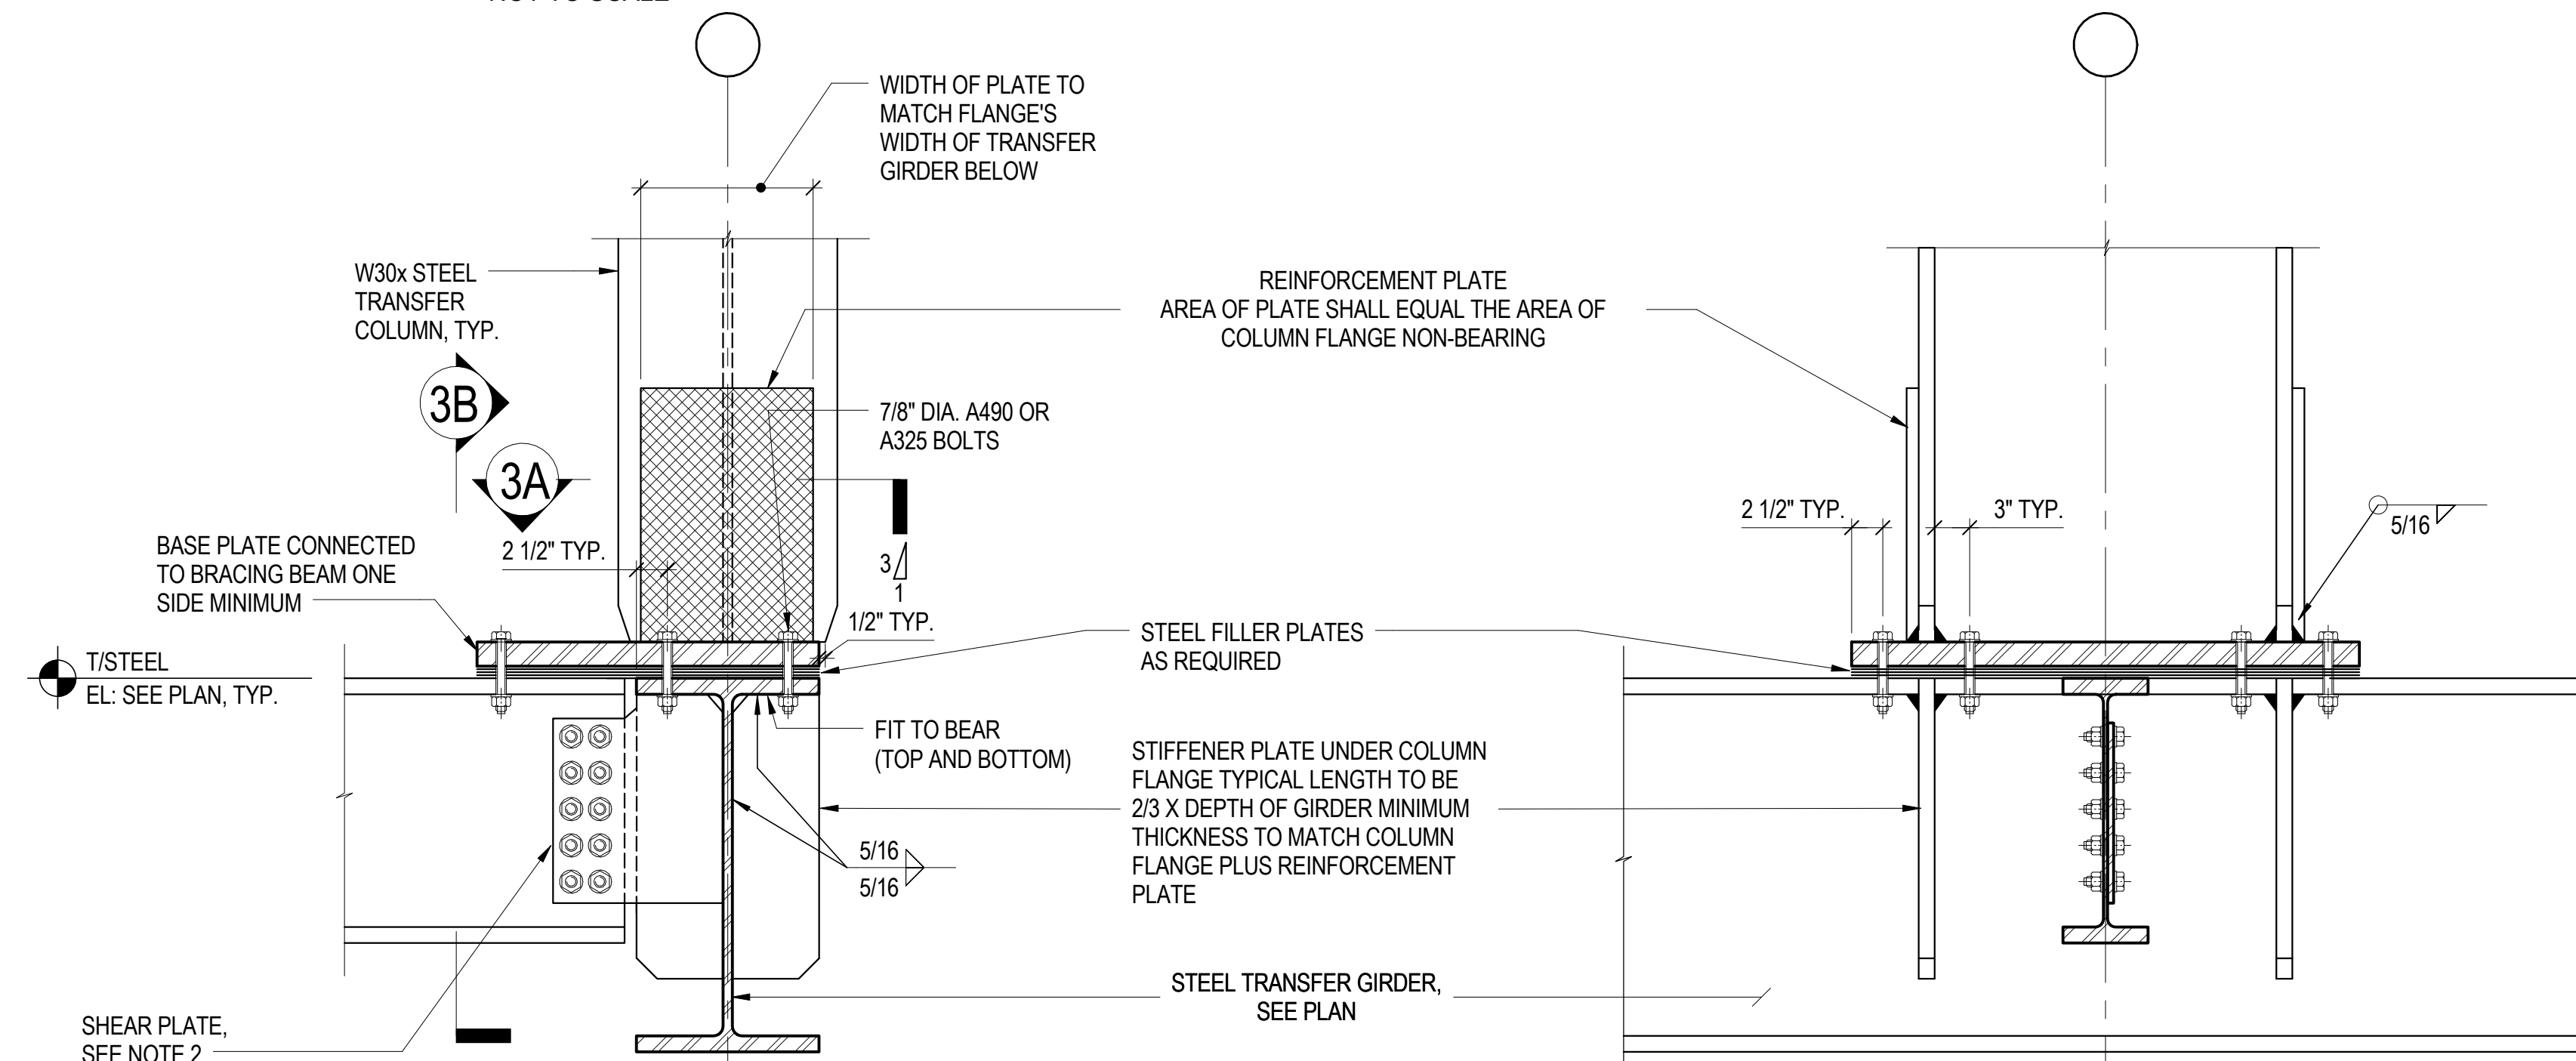 WIDTH OF PLATE TO
MATCH FLANGE'S
WIDTH OF TRANSFER
GIRDER BELOW
W30x STEEL
TRANSFER
COLUMN, TYP.
REINFORCEMENT PLATE
AREA OF PLATE SHALL EQUAL THE AREA OF
COLUMN FLANGE NON-BEARING
3B
7/8" DIA. A490 OR
A325 BOLTS
3A
2 1/2" TYP.
3
1
1/2" TYP.
BASE PLATE CONNECTED
TO BRACING BEAM ONE
SIDE MINIMUM
2 1/2" TYP.
3" TYP.
5/16
STEEL FILLER PLATES
AS REQUIRED
T/STEEL
EL: SEE PLAN, TYP.
FIT TO BEAR
(TOP AND BOTTOM)
STIFFENER PLATE UNDER COLUMN
FLANGE TYPICAL LENGTH TO BE
2/3 X DEPTH OF GIRDER MINIMUM
THICKNESS TO MATCH COLUMN
FLANGE PLUS REINFORCEMENT
PLATE
5/16
5/16
STEEL TRANSFER GIRDER,
SEE PLAN
SHEAR PLATE,
SEE NOTE 2